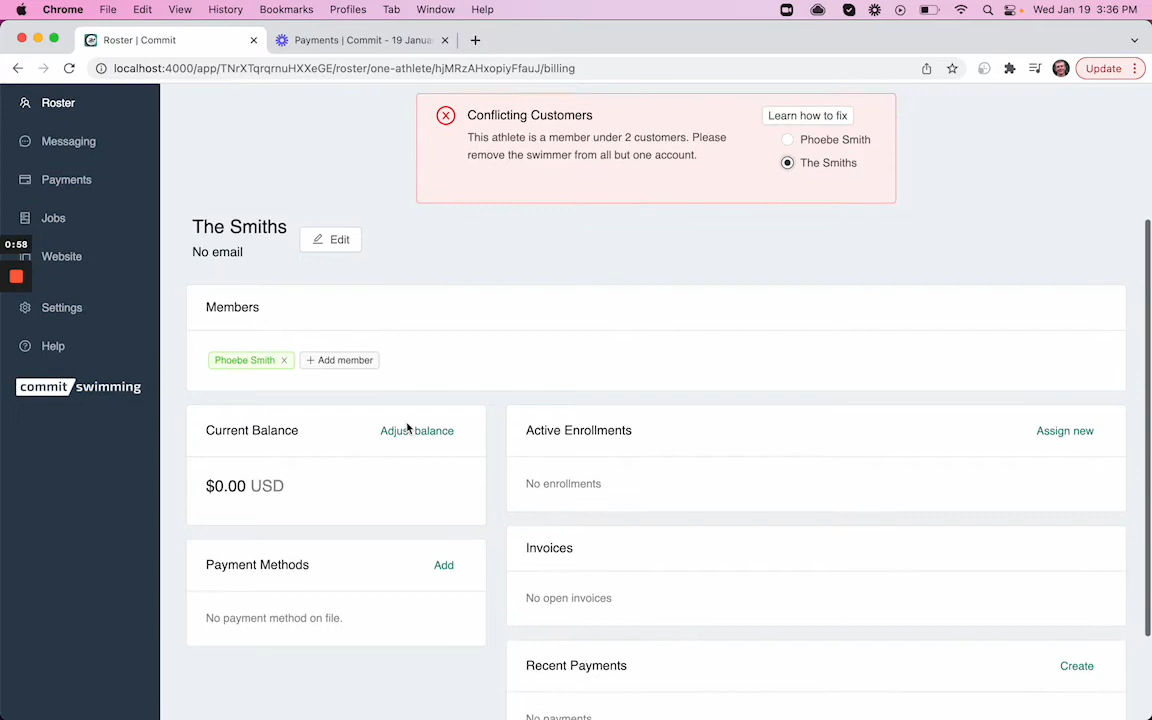 Chrome File Edit View History Bookmarks Profiles Tab Window Help Wed Jan 19 3:36 PM
Roster | Commit
Payments | Commit - 19 Janua
localhost:4000/app/TNrXTqrqrnuHXXeGE/roster/one-athlete/hjMRzAHxopiyFfauJ/billing
Update
Roster
Messaging
Payments
Jobs
0:58
Website
Settings
Help
commit/swimming
Conflicting Customers
This athlete is a member under 2 customers. Please
remove the swimmer from all but one account.
Learn how to fix
Phoebe Smith
The Smiths
The Smiths
No email
Edit
Members
Phoebe Smith x
+ Add member
Current Balance
Adjust balance
$0.00 USD
Active Enrollments
Assign new
No enrollments
Payment Methods
Add
No payment method on file.
Invoices
No open invoices
Recent Payments
Create
No payments